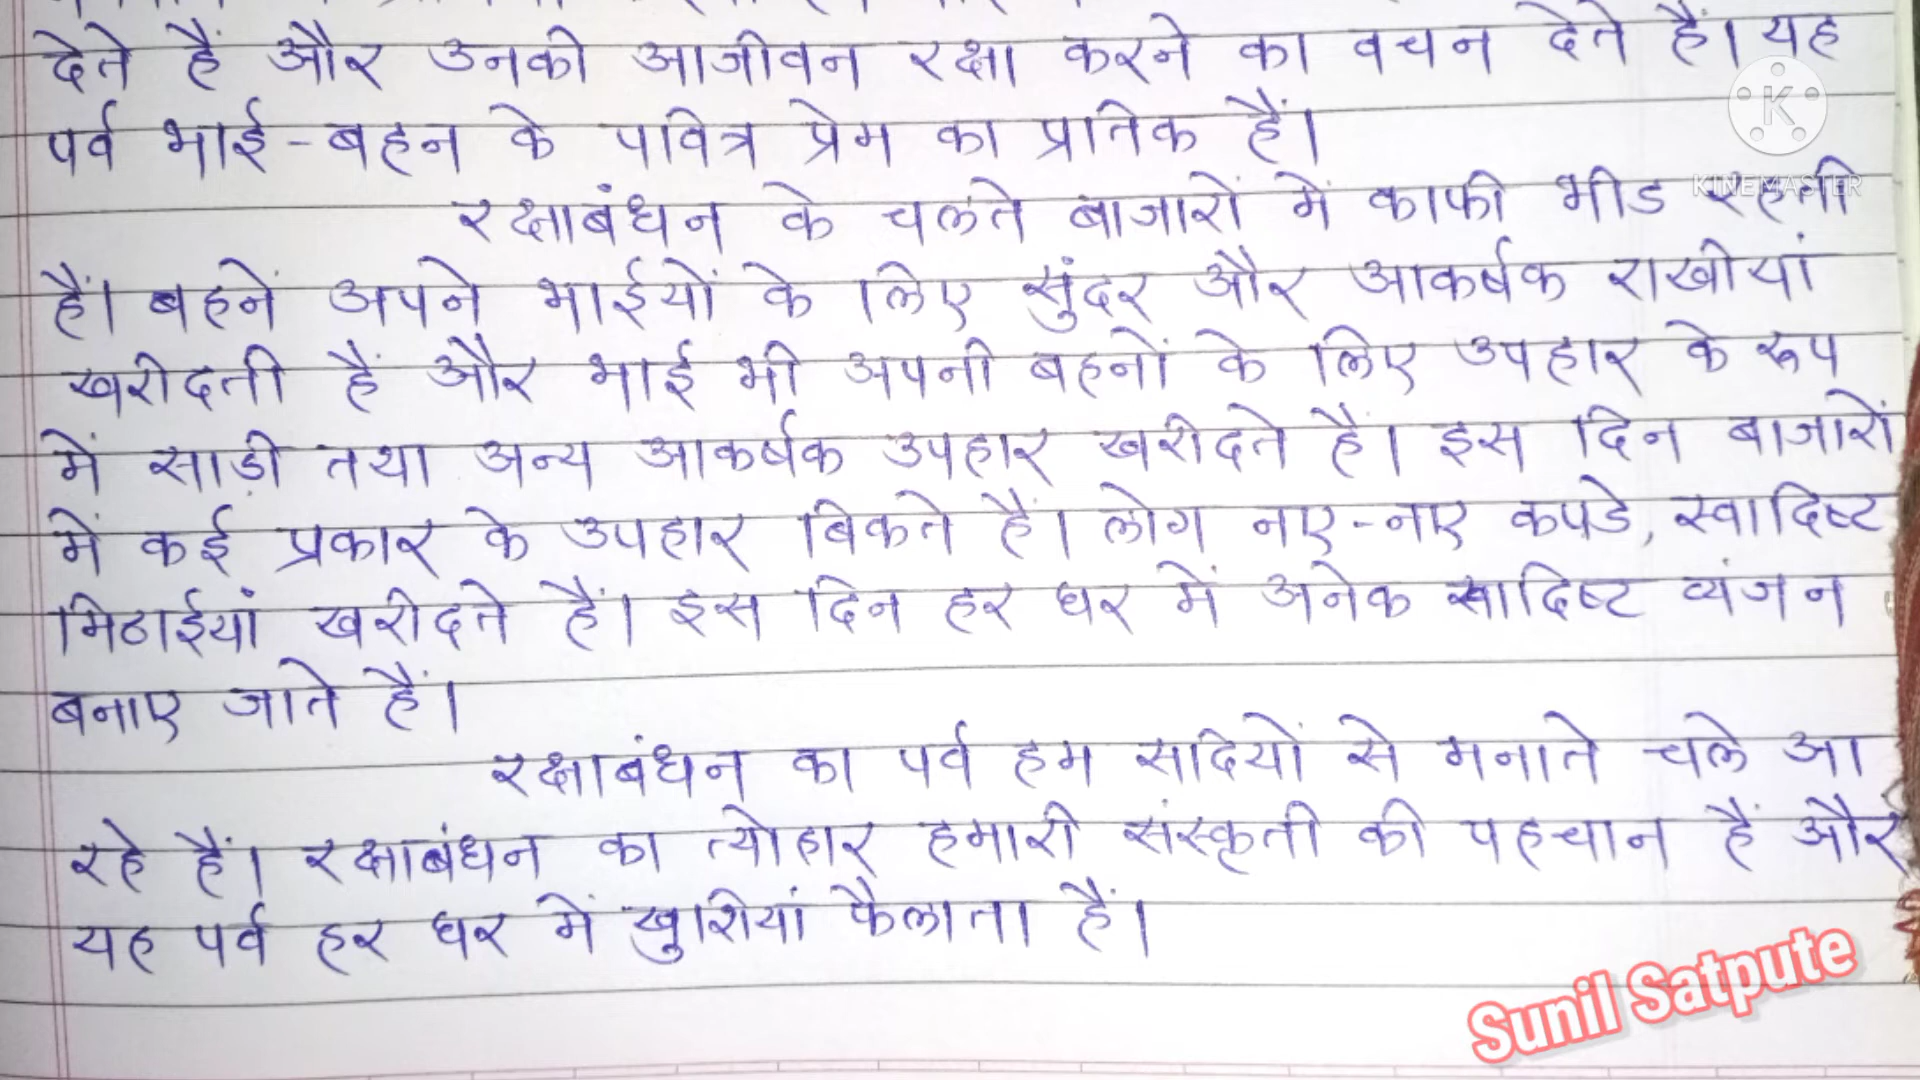 देते हैं और उनकी आजीवन रक्षा करने का वचन देते हैं। यह
पर्व भाई-बहन के पवित्र प्रेम का प्रतिक हैं।
रक्षाबंधन के चलते बाजारों में काफी भीड रहती
हैं। बहनें अपने भाईयों के लिए सुंदर और आकर्षक राखीयां
खरीदती हैं और भाई भी अपनी बहनों के लिए उपहार के रूप
में साड़ी तथा अन्य आकर्षक उपहार खरीदते हैं। इस दिन बाजारों
में कई प्रकार के उपहार बिकते हैं। लोग नए-नए कपडे, स्वादिष्ट
मिठाईयां खरीदते हैं। इस दिन हर घर में अनेक स्वादिष्ट व्यंजन
बनाए जाते हैं।
रक्षाबंधन का पर्व हम सदियों से मनाते चले आ
रहे हैं। रक्षाबंधन का त्योहार हमारी संस्कृती की पहचान हैं और
यह पर्व हर घर में खुशियां फैलाता हैं।
K
KINEMASTER
Sunil Satpute